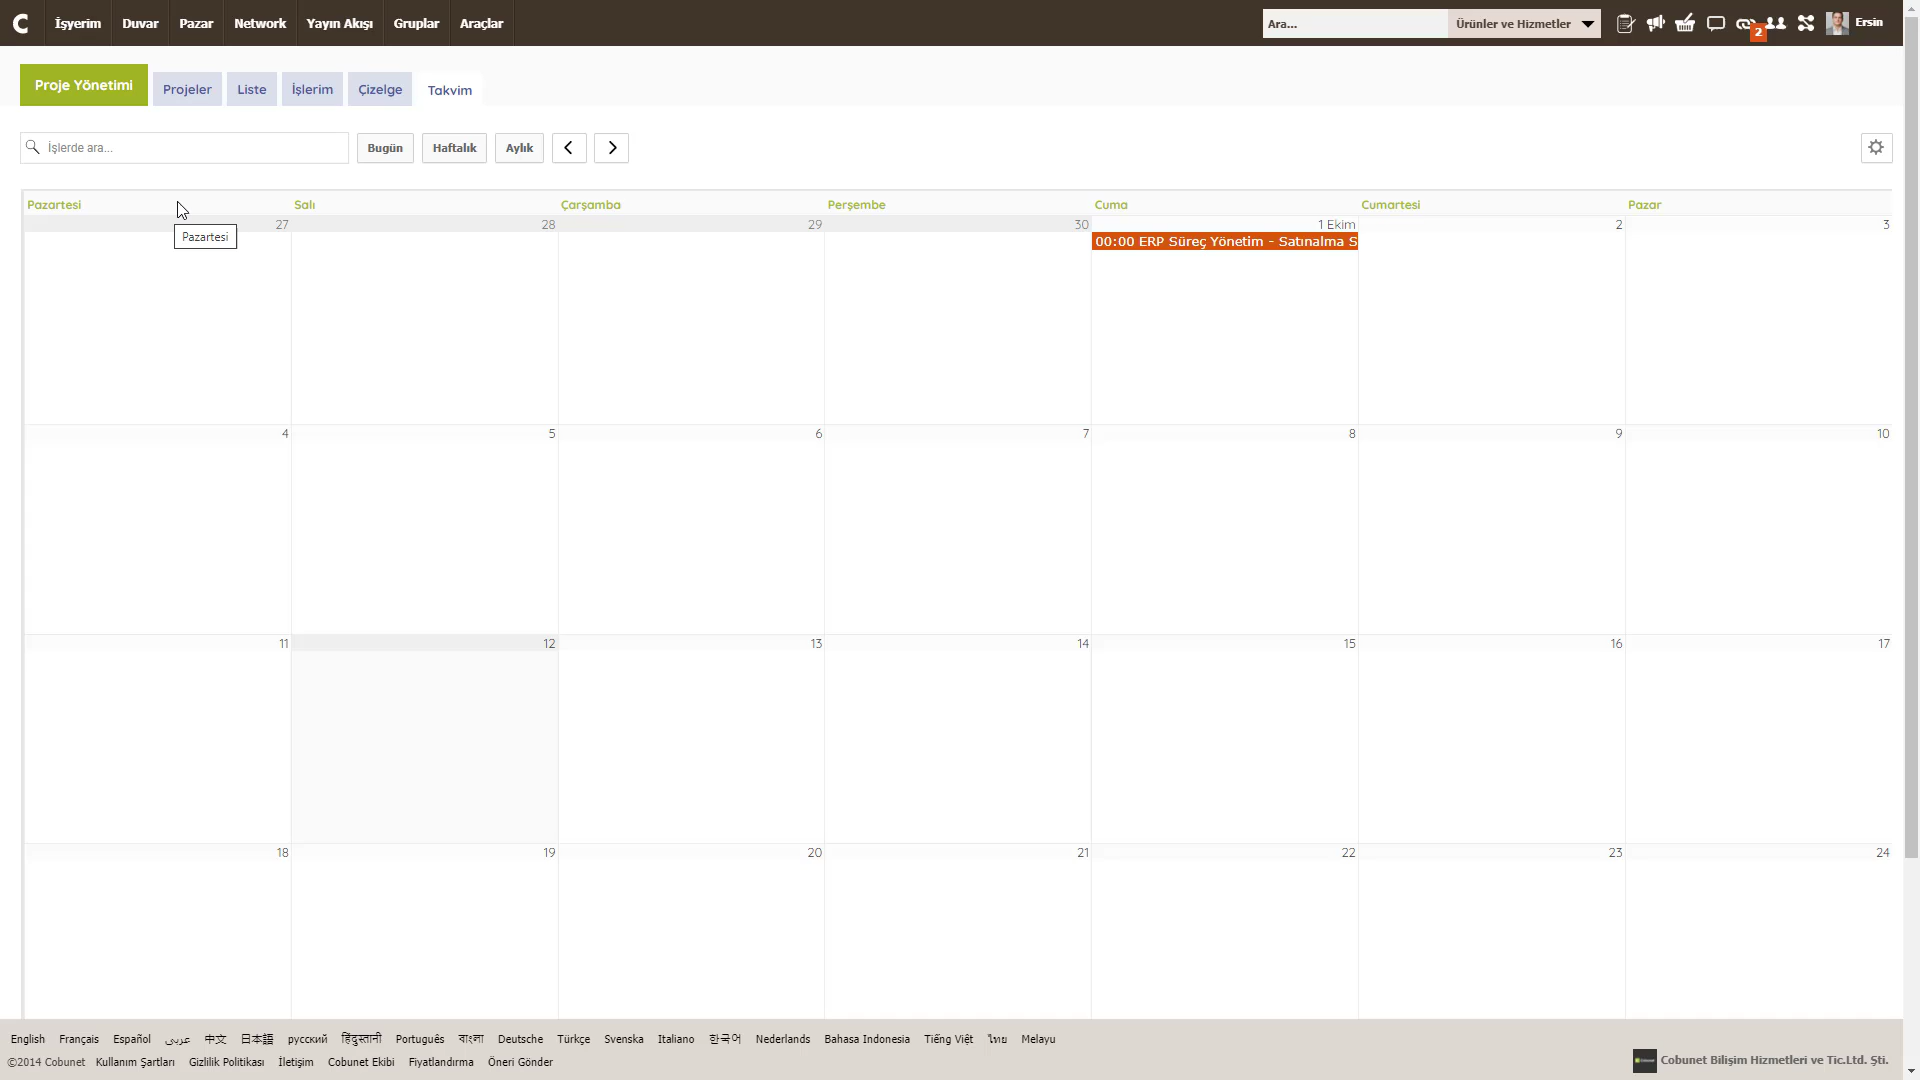 C İşyerim Duvar Pazar Network Yayın Akışı Gruplar Araçlar Ara... Ürünler ve Hizmetler 2 Ersin
Proje Yönetimi Projeler Liste İşlerim Çizelge Takvim
İşlerde ara... Bugün Haftalık Aylık
Pazartesi Salı Çarşamba Perşembe Cuma Cumartesi Pazar
27 28 29 30 1 Ekim 2 3
Pazartesi
00:00 ERP Süreç Yönetim - Satınalma S
4 5 6 7 8 9 10
11 12 13 14 15 16 17
18 19 20 21 22 23 24
English Français Español عربى 中文 日本語 русский हिंदुस्तानी Português বাংলা Deutsche Türkçe Svenska Italiano 한국어 Nederlands Bahasa Indonesia Tiếng Việt ไทย Melayu
©2014 Cobunet Kullanım Şartları Gizlilik Politikası İletişim Cobunet Ekibi Fiyatlandırma Öneri Gönder
Cobunet Bilişim Hizmetleri ve Tic.Ltd. Şti.